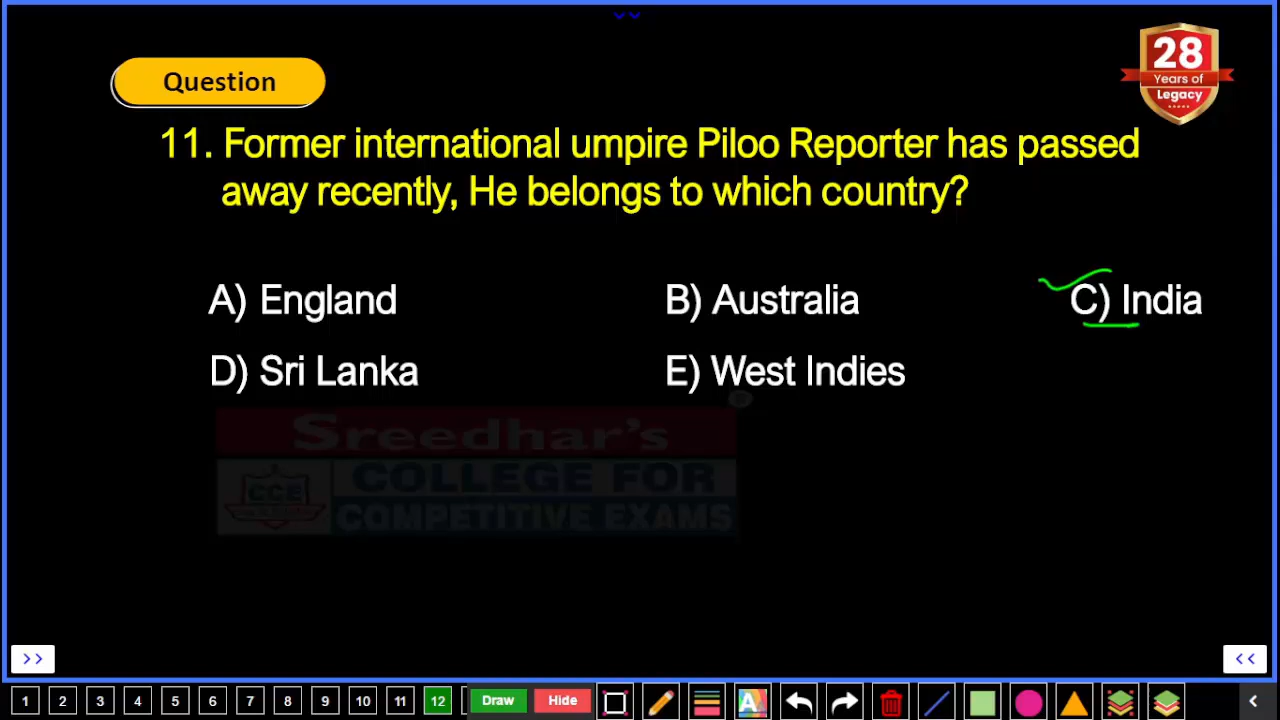 Question
28
Years of
Legacy
11. Former international umpire Piloo Reporter has passed
away recently, He belongs to which country?
A) England
B) Australia
C) India
D) Sri Lanka
E) West Indies
Sreedhar's
CCE
COLLEGE FOR
COMPETITIVE EXAMS
>>
<<
1 2 3 4 5 6 7 8 9 10 11 12 Draw Hide A <